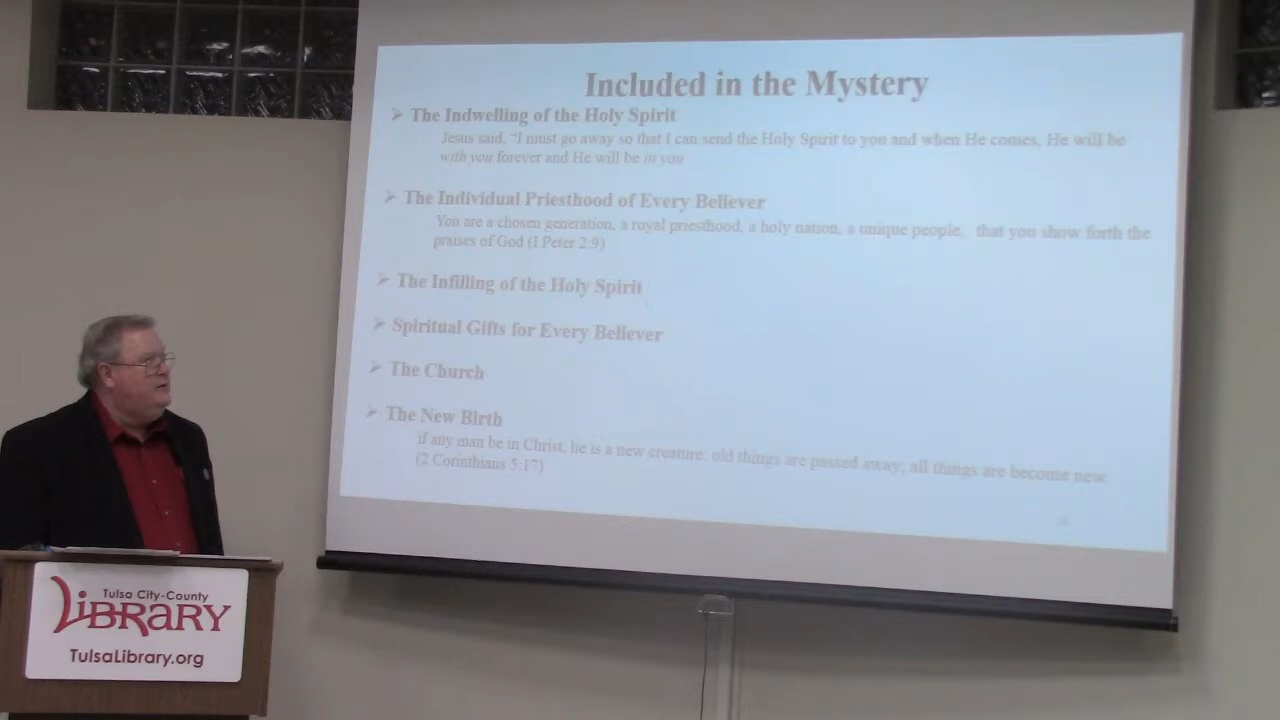 Included in the Mystery
➢ The Indwelling of the Holy Spirit
Jesus said, "I must go away so that I can send the Holy Spirit to you and when He comes, He will be
with you forever and He will be in you
➢ The Individual Priesthood of Every Believer
You are a chosen generation, a royal priesthood, a holy nation, a unique people, that you show forth the
praises of God (I Peter 2:9)
➢ The Infilling of the Holy Spirit
➢ Spiritual Gifts for Every Believer
➢ The Church
➢ The New Birth
if any man be in Christ, he is a new creature: old things are passed away; all things are become new
(2 Corinthians 5:17)
Tulsa City-County
LIBRARY
TulsaLibrary.org